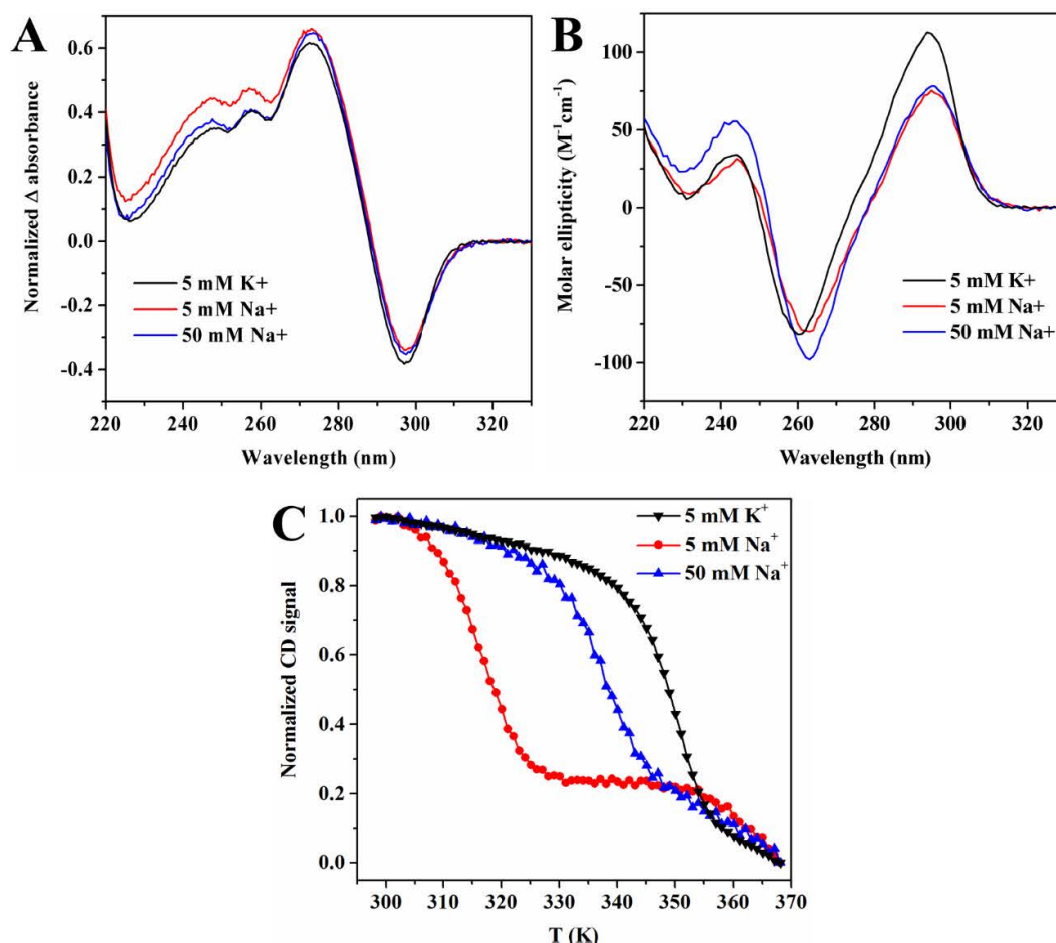 A
Normalized Δ absorbance
0.6
0.4
0.2
0.0
-0.2
-0.4
5 mM K+
5 mM Na+
50 mM Na+
220 240 260 280 300 320
Wavelength (nm)
B
Molar ellipticity (M⁻¹cm⁻¹)
100
50
0
-50
-100
5 mM K+
5 mM Na+
50 mM Na+
220 240 260 280 300 320
Wavelength (nm)
C
Normalized CD signal
1.0
0.8
0.6
0.4
0.2
0.0
5 mM K⁺
5 mM Na⁺
50 mM Na⁺
300 310 320 330 340 350 360 370
T (K)